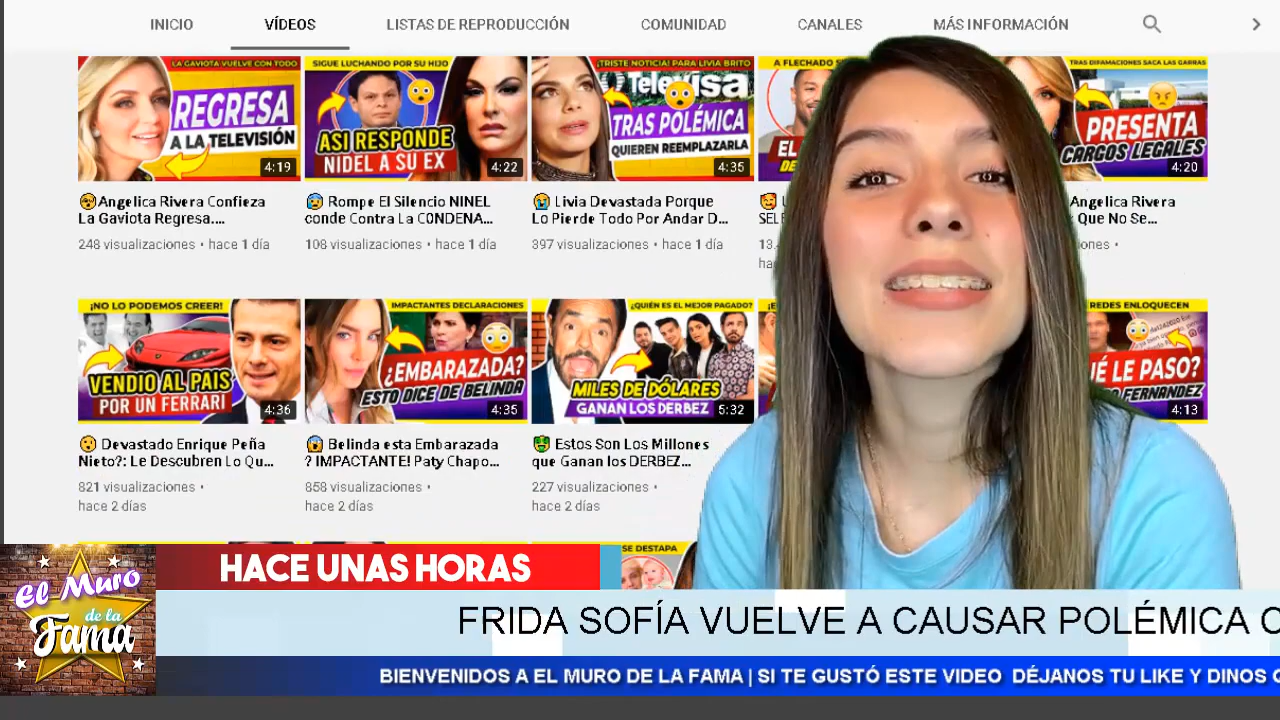 INICIO
VÍDEOS
LISTAS DE REPRODUCCIÓN
COMUNIDAD
CANALES
MÁS INFORMACIÓN
LA GAVIOTA VUELVE CON TODO
REGRESA
A LA TELEVISIÓN
4:19
SIGUE LUCHANDO POR SU HIJO
ASI RESPONDE
NIDEL A SU EX
4:22
¡TRISTE NOTICIA! PARA LIVIA BRITO
Televisa
TRAS POLÉMICA
QUIEREN REEMPLAZARLA
4:35
A FLECHADO
EL
DE
TRAS DIFAMACIONES SACA LAS GARRAS
PRESENTA
CARGOS LEGALES
4:20
Angelica Rivera Confieza
La Gaviota Regresa....
248 visualizaciones • hace 1 día
Rompe El Silencio NINEL
conde Contra La C0NDENA...
108 visualizaciones • hace 1 día
Livia Devastada Porque
Lo Pierde Todo Por Andar D...
397 visualizaciones • hace 1 día
Angelica Rivera
Que No Se...
¡NO LO PODEMOS CREER!
VENDIO AL PAIS
POR UN FERRARI
4:36
IMPACTANTES DECLARACIONES
¿EMBARAZADA?
ESTO DICE DE BELINDA
4:35
¿QUIÉN ES EL MEJOR PAGADO?
MILES DE DÓLARES
GANAN LOS DERBEZ
5:32
REDES ENLOQUECEN
UÉ LE PASO?
FERNANDEZ
4:13
Devastado Enrique Peña
Nieto?: Le Descubren Lo Qu...
821 visualizaciones •
hace 2 días
Belinda esta Embarazada
? IMPACTANTE! Paty Chapo...
858 visualizaciones •
hace 2 días
Estos Son Los Millones
que Ganan los DERBEZ...
227 visualizaciones •
hace 2 días
SE DESTAPA
El Muro
de la
Fama
HACE UNAS HORAS
FRIDA SOFÍA VUELVE A CAUSAR POLÉMICA C
BIENVENIDOS A EL MURO DE LA FAMA | SI TE GUSTÓ ESTE VIDEO DÉJANOS TU LIKE Y DINOS